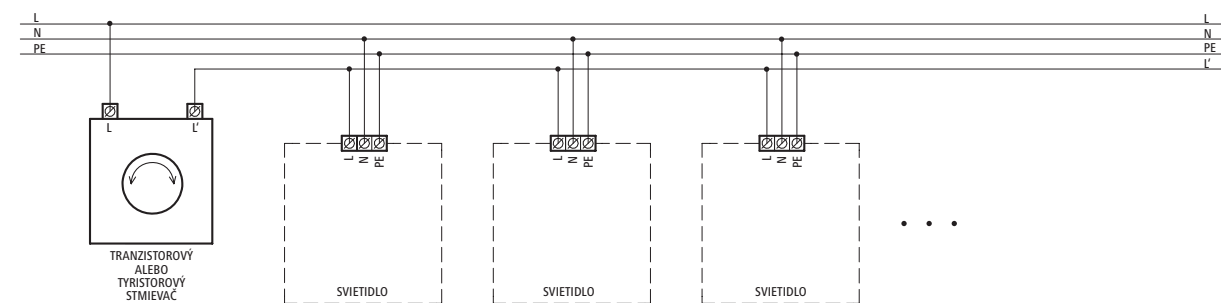 L L
N N
PE PE
L’
L L‘
L N PE L N PE L N PE
TRANZISTOROVÝ
ALEBO
TYRISTOROVÝ
STMIEVAČ
SVIETIDLO SVIETIDLO SVIETIDLO